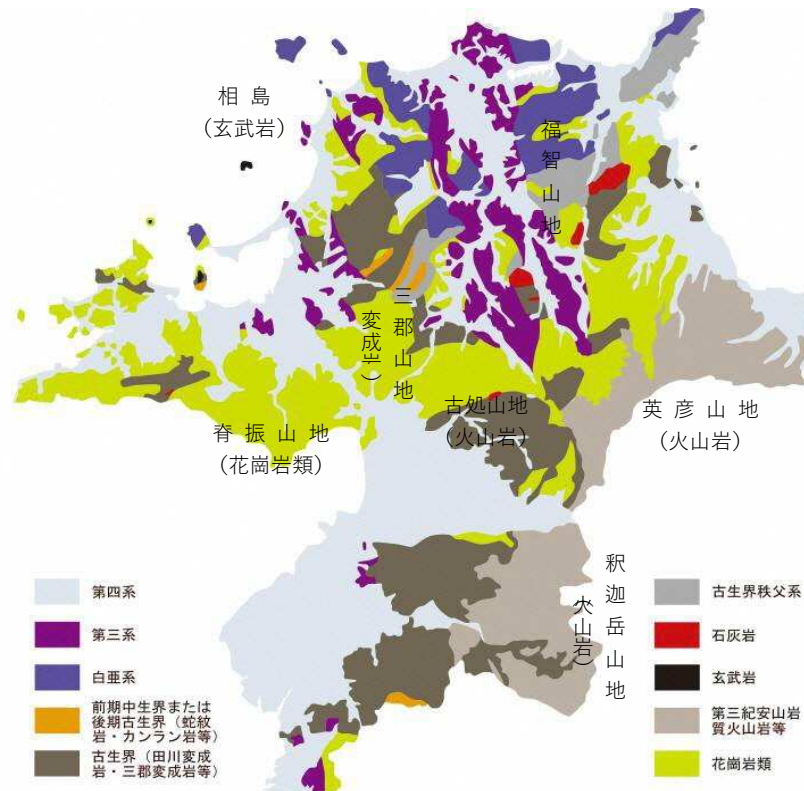 相島
（玄武岩）
福智山地
三郡山地
変成岩）
脊振山地
（花崗岩類）
古処山地
（火山岩）
英彦山地
（火山岩）
釈迦岳山地
火山岩）
第四系
第三系
白亜系
前期中生界または
後期古生界（蛇紋
岩・カンラン岩等）
古生界（田川変成
岩・三郡変成岩等）
古生界秩父系
石灰岩
玄武岩
第三紀安山岩
質火山岩等
花崗岩類